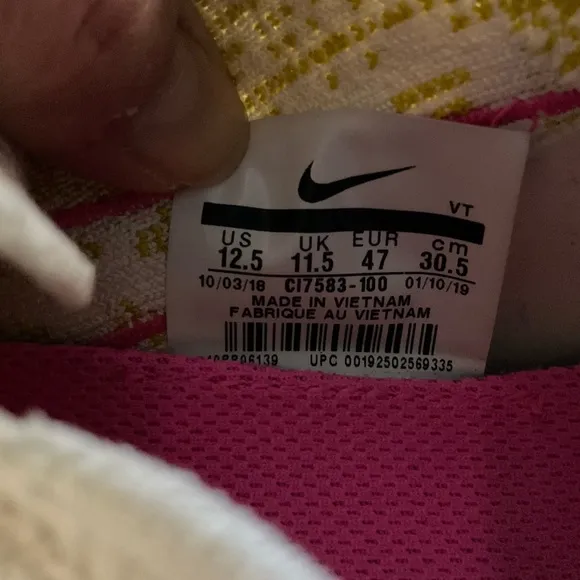 VT
US UK EUR cm
12.5 11.5 47 30.5
10/03/18 CI7583-100 01/10/19
MADE IN VIETNAM
FABRIQUE AU VIETNAM
UPC 00192502569335